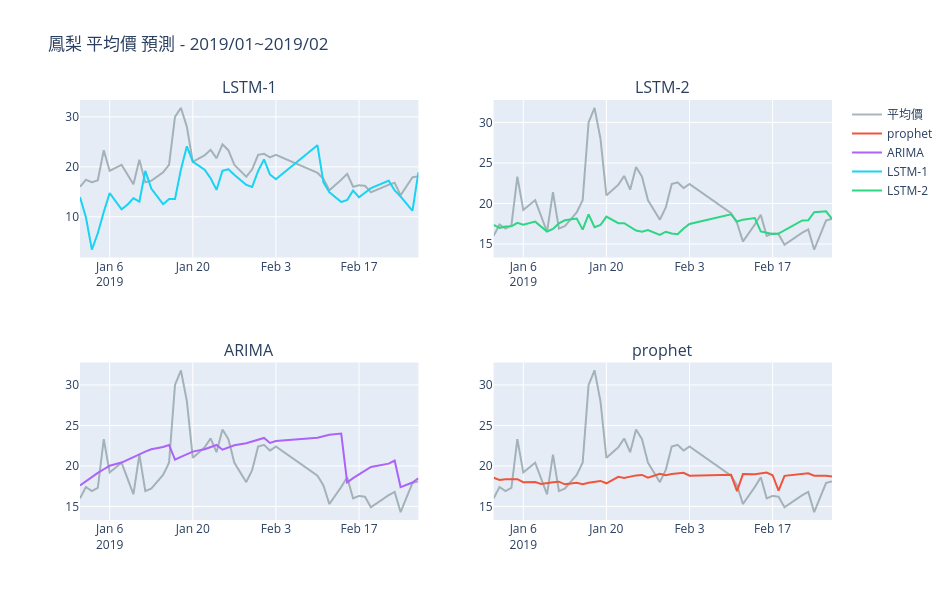 鳳梨 平均價 預測 - 2019/01~2019/02
LSTM-1
30
20
10
Jan 6
2019
Jan 20
Feb 3
Feb 17
LSTM-2
30
25
20
15
Jan 6
2019
Jan 20
Feb 3
Feb 17
平均價
prophet
ARIMA
LSTM-1
LSTM-2
ARIMA
30
25
20
15
Jan 6
2019
Jan 20
Feb 3
Feb 17
prophet
30
25
20
15
Jan 6
2019
Jan 20
Feb 3
Feb 17